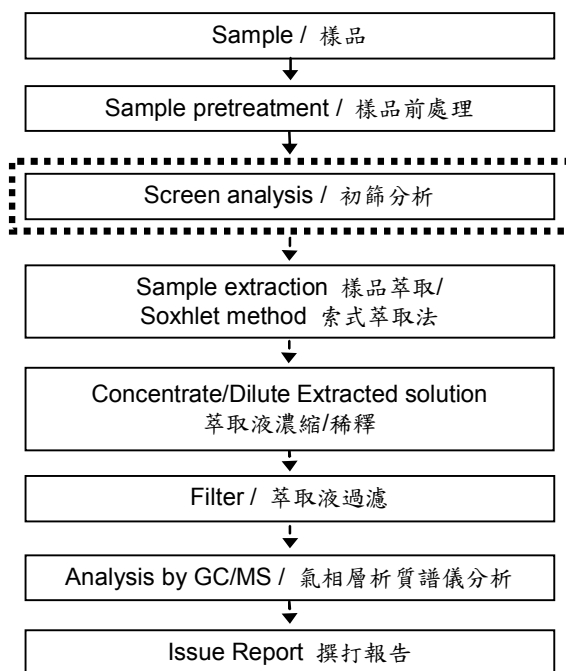 Sample / 樣品
Sample pretreatment / 樣品前處理
Screen analysis / 初篩分析
Sample extraction 樣品萃取/
Soxhlet method 索式萃取法
Concentrate/Dilute Extracted solution
萃取液濃縮/稀釋
Filter / 萃取液過濾
Analysis by GC/MS / 氣相層析質譜儀分析
Issue Report 撰打報告